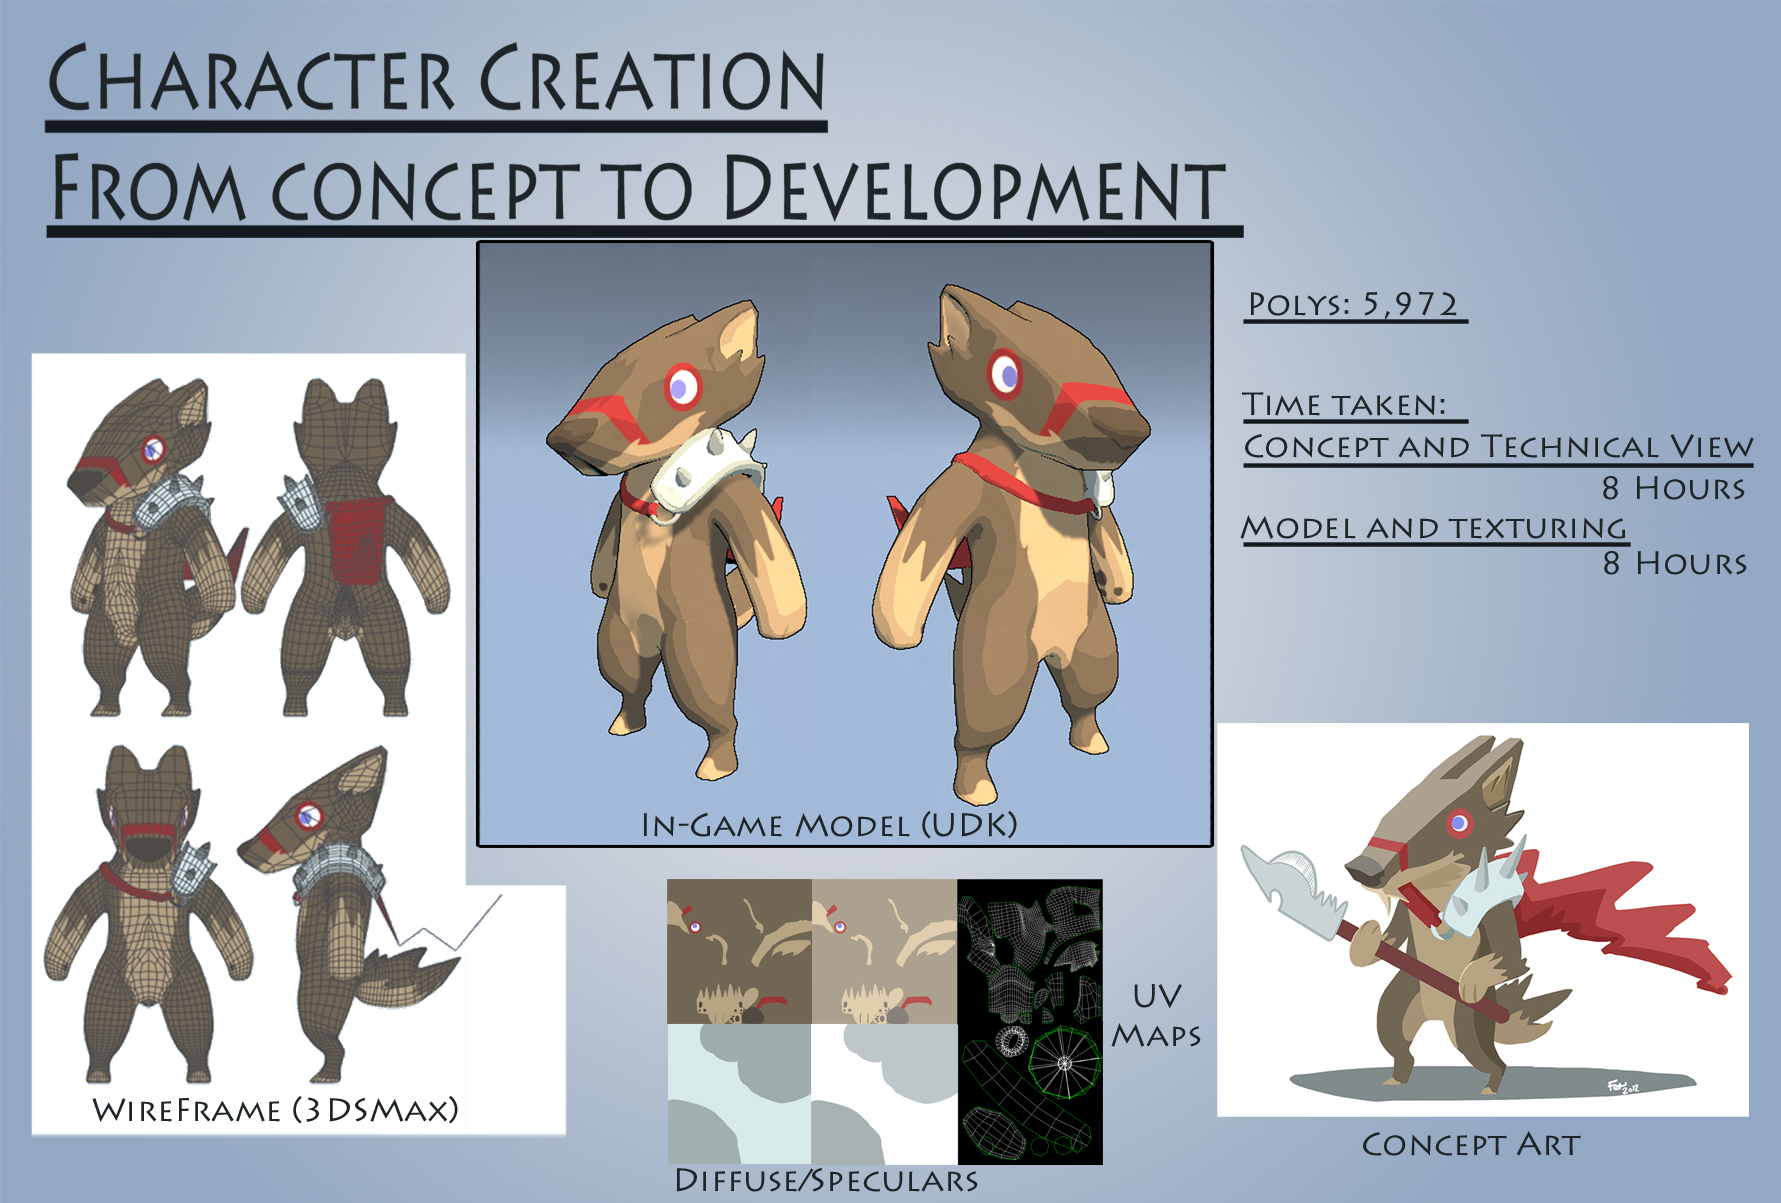 Character Creation
From concept to Development
Polys: 5,972
Time taken:
Concept and Technical View
8 Hours
Model and texturing
8 Hours
In-Game Model (UDK)
WireFrame (3DSMax)
UV
Maps
Diffuse/Speculars
2012
Concept Art